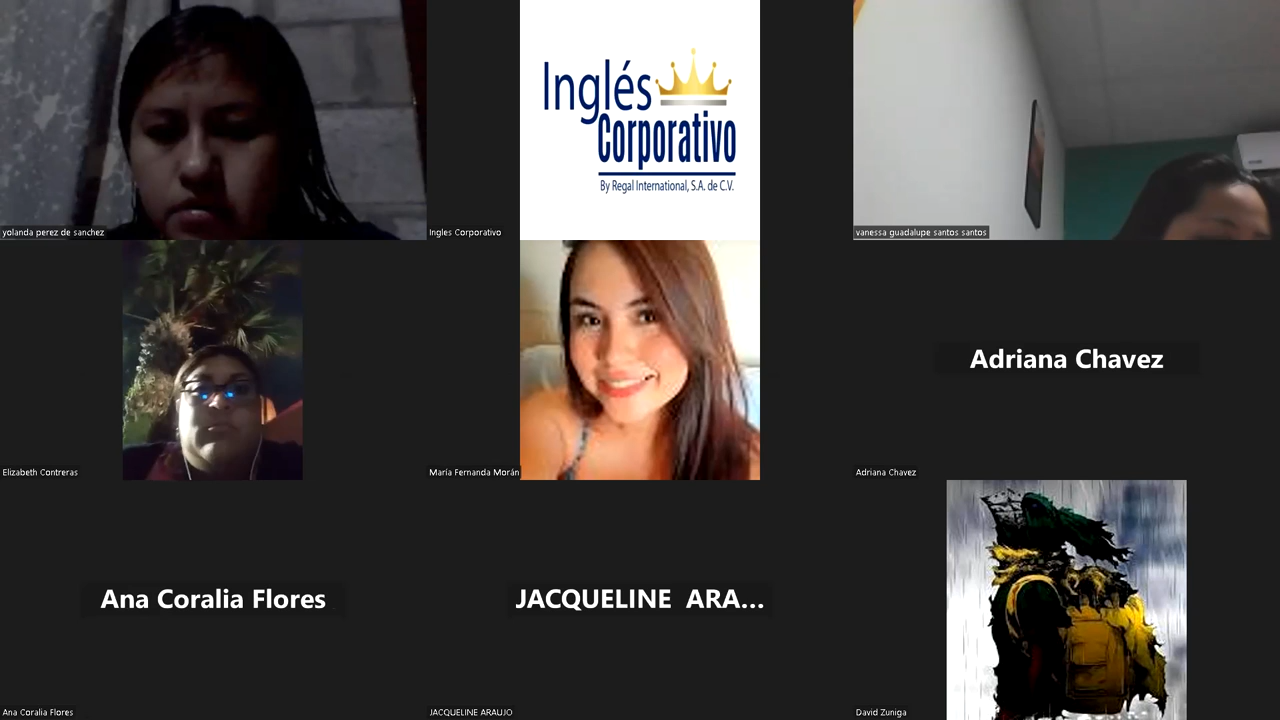 Inglés
Corporativo
By Regal International, S.A. de C.V.
yolanda perez de sanchez
Ingles Corporativo
vanessa guadalupe santos santos
Adriana Chavez
Elizabeth Contreras
María Fernanda Morán
Adriana Chavez
Ana Coralia Flores
JACQUELINE ARA...
Ana Coralia Flores
JACQUELINE ARAUJO
David Zuniga